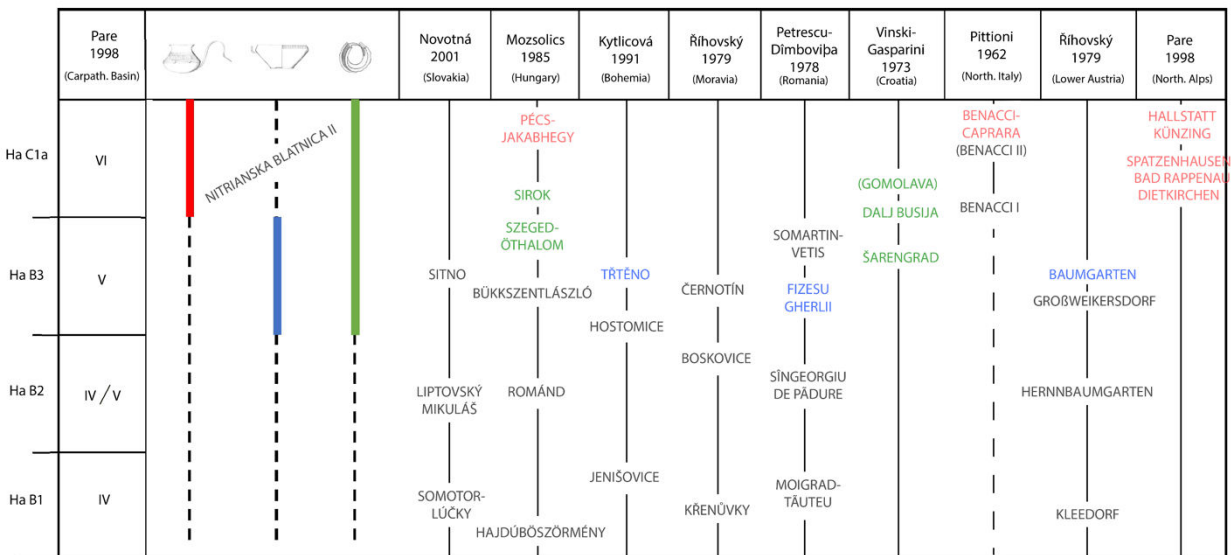 Pare
1998
(Carpath. Basin)
Novotná
2001
(Slovakia)
Mozsolics
1985
(Hungary)
Kytlicová
1991
(Bohemia)
Říhovský
1979
(Moravia)
Petrescu-
Dîmboviþa
1978
(Romania)
Vinski-
Gasparini
1973
(Croatia)
Pittioni
1962
(North. Italy)
Říhovský
1979
(Lower Austria)
Pare
1998
(North. Alps)
Ha C1a
VI
NITRIANSKA BLATNICA II
PÉCS-
JAKABHEGY
SIROK
(GOMOLAVA)
DALJ BUSIJA
BENACCI-
CAPRARA
(BENACCI II)
BENACCI I
HALLSTATT
KÜNZING
SPATZENHAUSEN
BAD RAPPENAU
DIETKIRCHEN
Ha B3
V
SITNO
SZEGED-
ÖTHALOM
BÜKKSZENTLÁSZLÓ
TŘTĚNO
HOSTOMICE
ČERNOTÍN
SOMARTIN-
VETIS
FIZESU
GHERLII
ŠARENGRAD
BAUMGARTEN
GROßWEIKERSDORF
Ha B2
IV / V
LIPTOVSKÝ
MIKULÁŠ
ROMÁND
BOSKOVICE
SÎNGEORGIU
DE PĂDURE
HERNNBAUMGARTEN
Ha B1
IV
SOMOTOR-
LÚČKY
HAJDÚBÖSZÖRMÉNY
JENIŠOVICE
KŘENŮVKY
MOIGRAD-
TĂUTEU
KLEEDORF